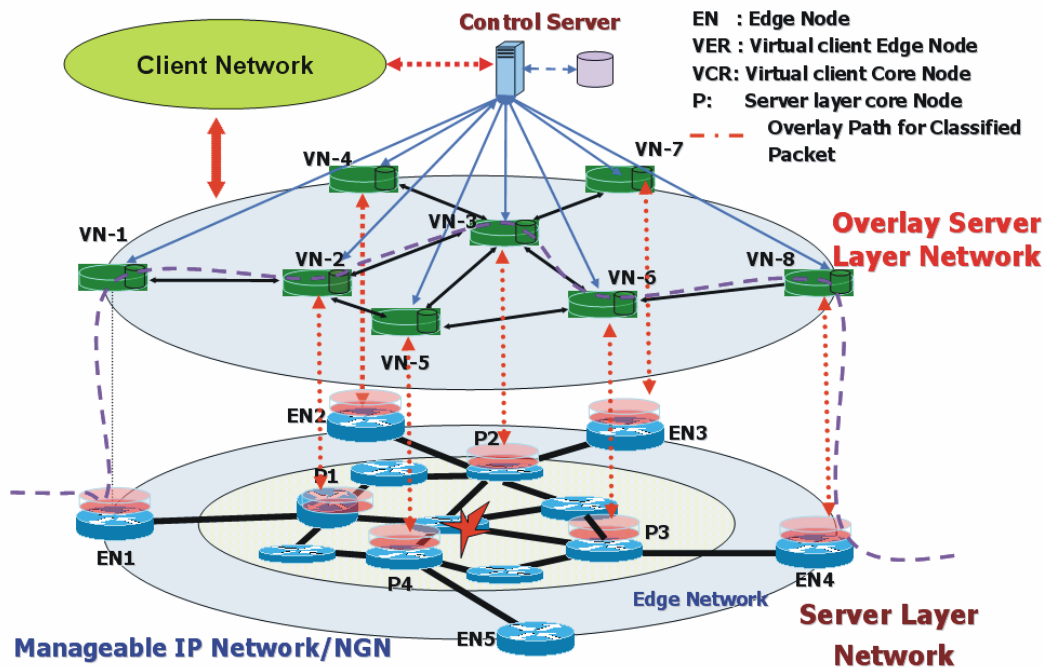 Control Server
EN : Edge Node
VER : Virtual client Edge Node
VCR: Virtual client Core Node
P: Server layer core Node
Overlay Path for Classified
Packet
Client Network
VN-4
VN-7
VN-3
VN-1
VN-2
VN-6
VN-8
Overlay Server
Layer Network
VN-5
EN2
EN3
P2
P1
P3
EN1
P4
EN4
Edge Network
EN5
Manageable IP Network/NGN
Server Layer
Network